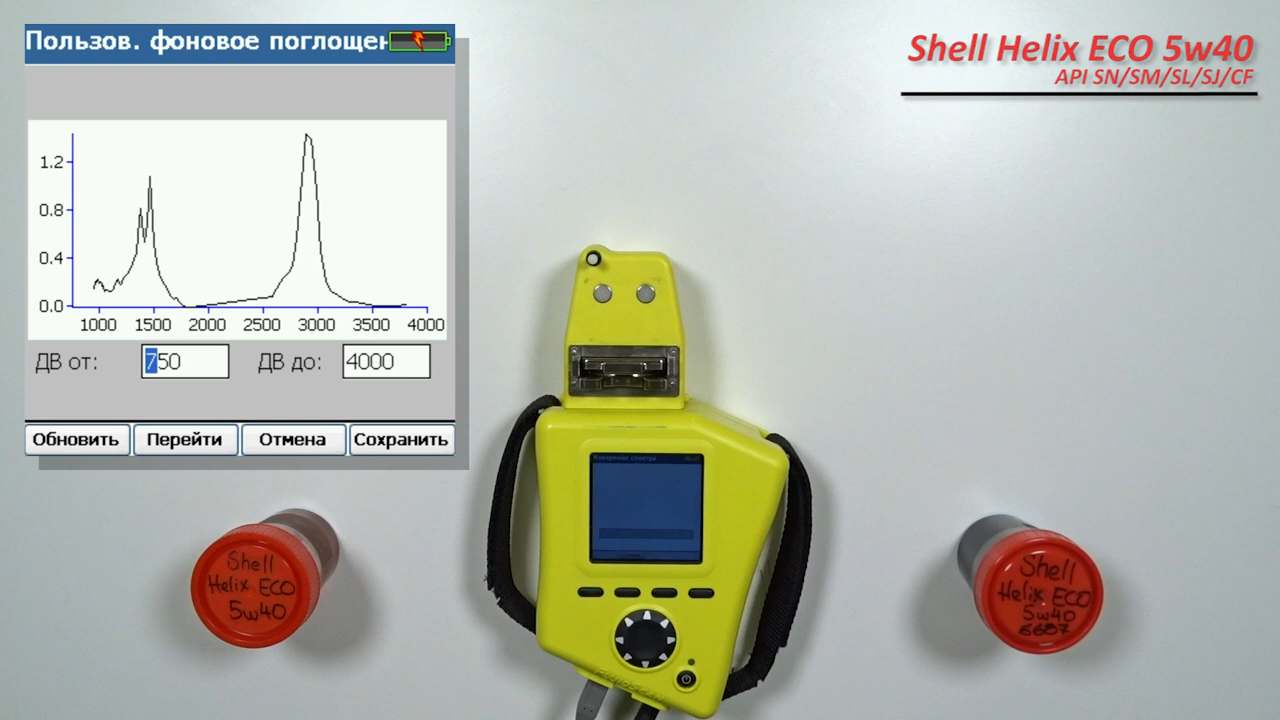 Пользов. фоновое поглощен
1.2
0.8
0.4
0.0
1000 1500 2000 2500 3000 3500 4000
ДВ от: 750 ДВ до: 4000
Обновить Перейти Отмена Сохранить
Shell Helix ECO 5w40
API SN/SM/SL/SJ/CF
Измерение спектра
Shell
Helix ECO
5w40
Shell
Helix ECO
5w40
6687